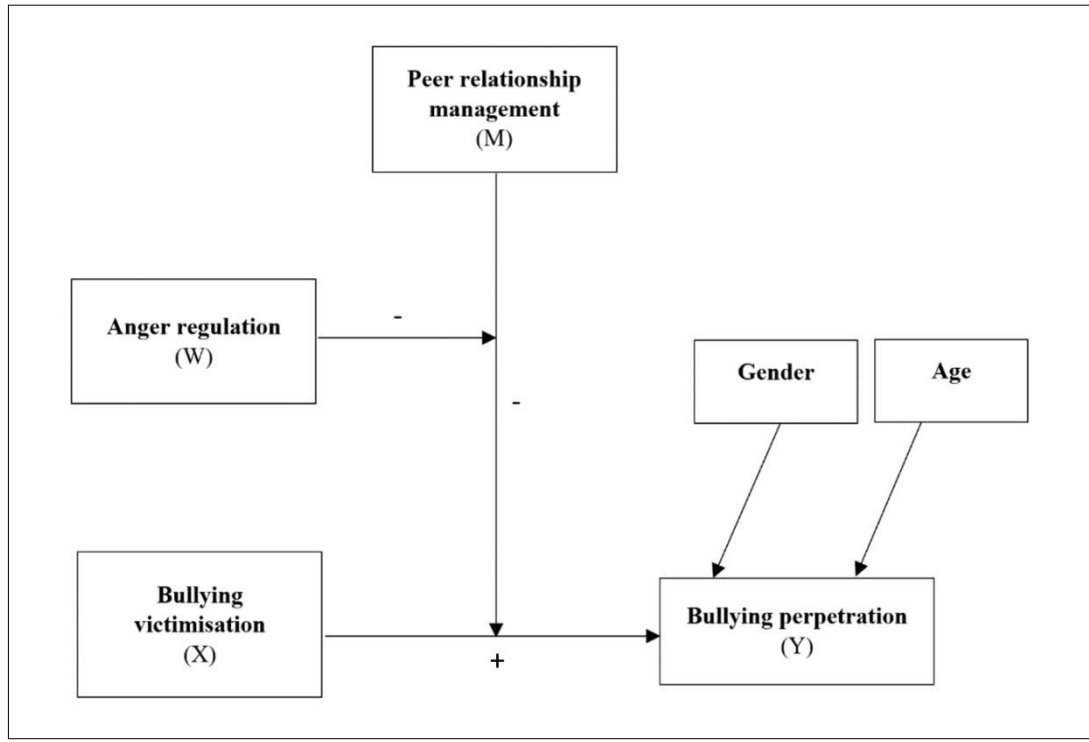 Peer relationship
management
(M)
Anger regulation
(W)
-
-
Gender
Age
Bullying
victimisation
(X)
+
Bullying perpetration
(Y)